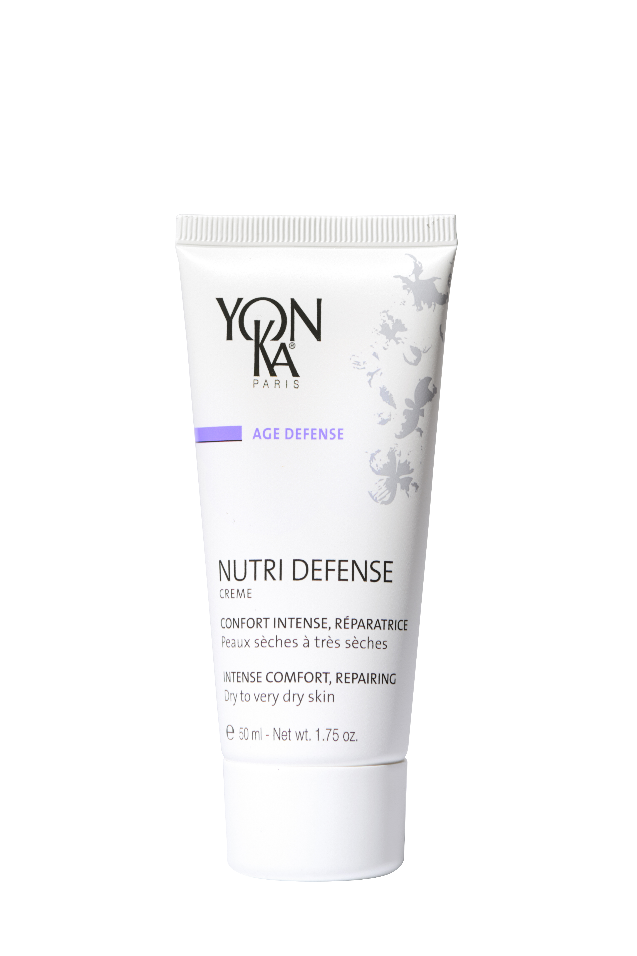 YON
KA®
PARIS
AGE DEFENSE
NUTRI DEFENSE
CREME
CONFORT INTENSE, RÉPARATRICE
Peaux sèches à très sèches
INTENSE COMFORT, REPAIRING
Dry to very dry skin
℮ 50 ml - Net wt. 1.75 oz.